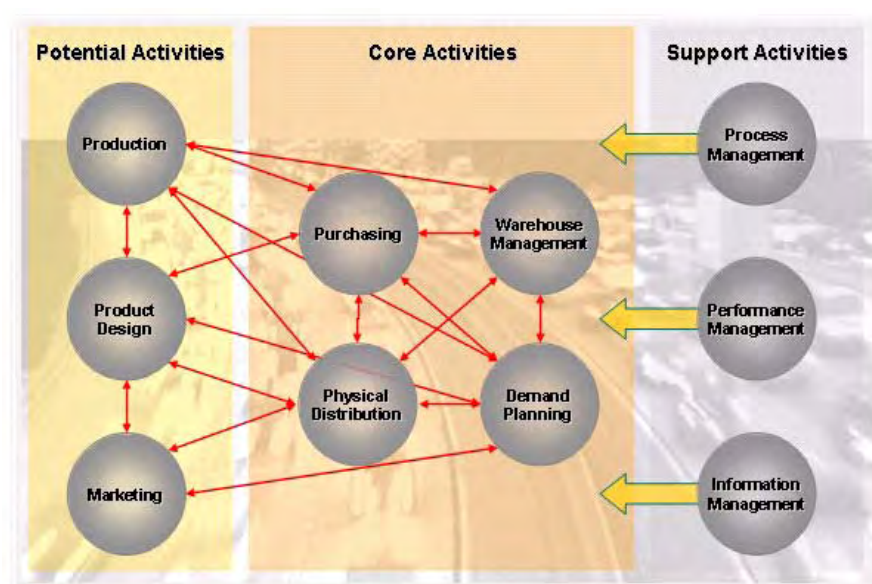 Potential Activities
Core Activities
Support Activities
Production
Process
Management
Purchasing
Warehouse
Management
Product
Design
Performance
Management
Physical
Distribution
Demand
Planning
Marketing
Information
Management